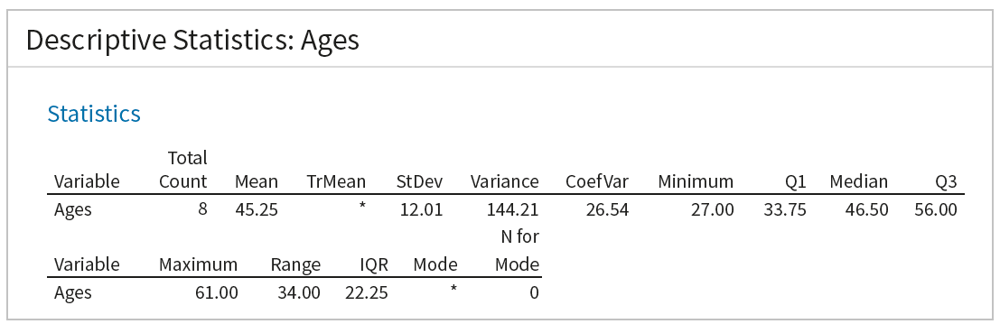 Descriptive Statistics: Ages
Statistics
Total
Variable Count Mean TrMean StDev Variance CoefVar Minimum Q1 Median Q3
Ages 8 45.25 * 12.01 144.21 26.54 27.00 33.75 46.50 56.00
N for
Variable Maximum Range IQR Mode Mode
Ages 61.00 34.00 22.25 * 0